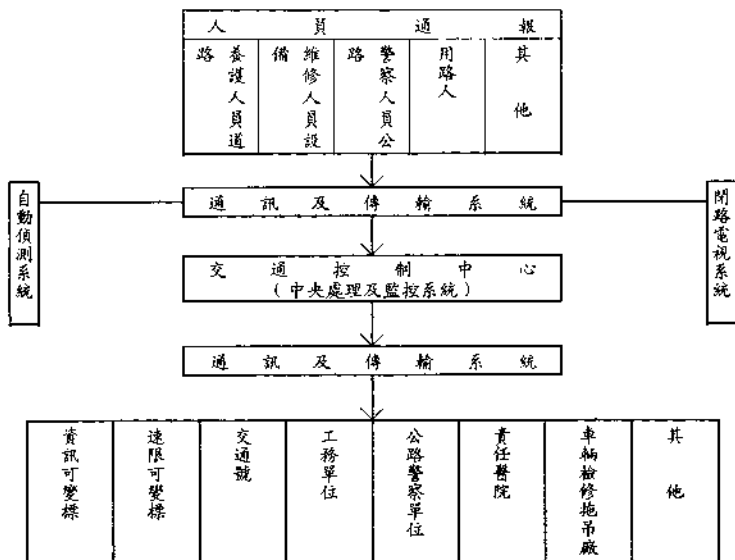 人員通報
養護人員道
路
維修人員設
備
警察人員公
路
用路人
其他
自動偵測系統
通訊及傳輸系統
閉路電視系統
交通控制中心
(中央處理及監控系統)
通訊及傳輸系統
資訊可變標
速限可變標
交通號
工務單位
公路警察單位
責任醫院
車輛檢修拖吊廠
其他